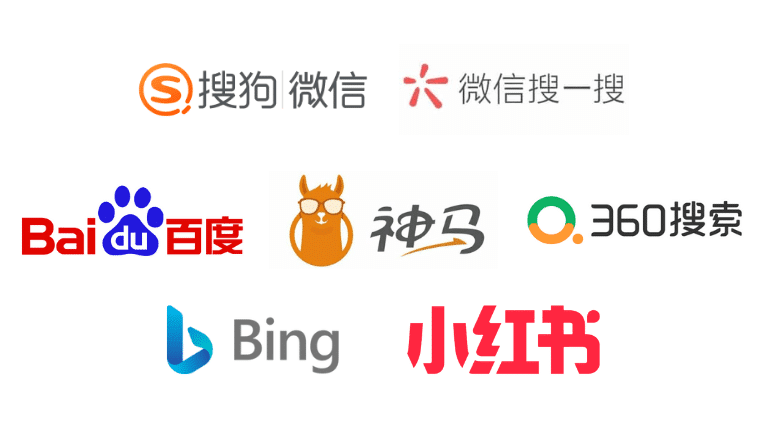 搜狗 微信
微信搜一搜
Baidu百度
神马
360搜索
Bing
小红书